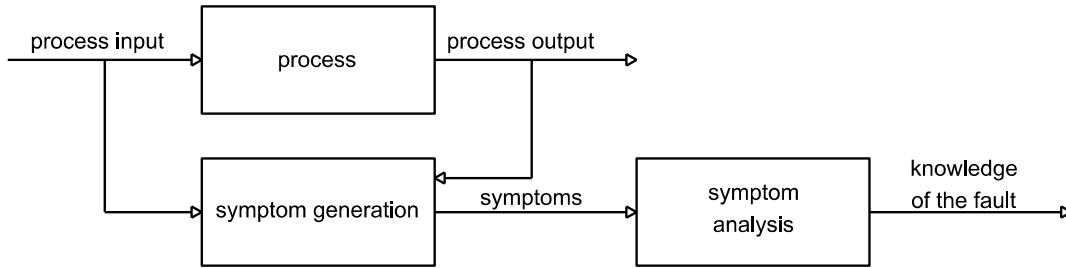 process input
process
process output
symptom generation
symptoms
symptom
analysis
knowledge
of the fault